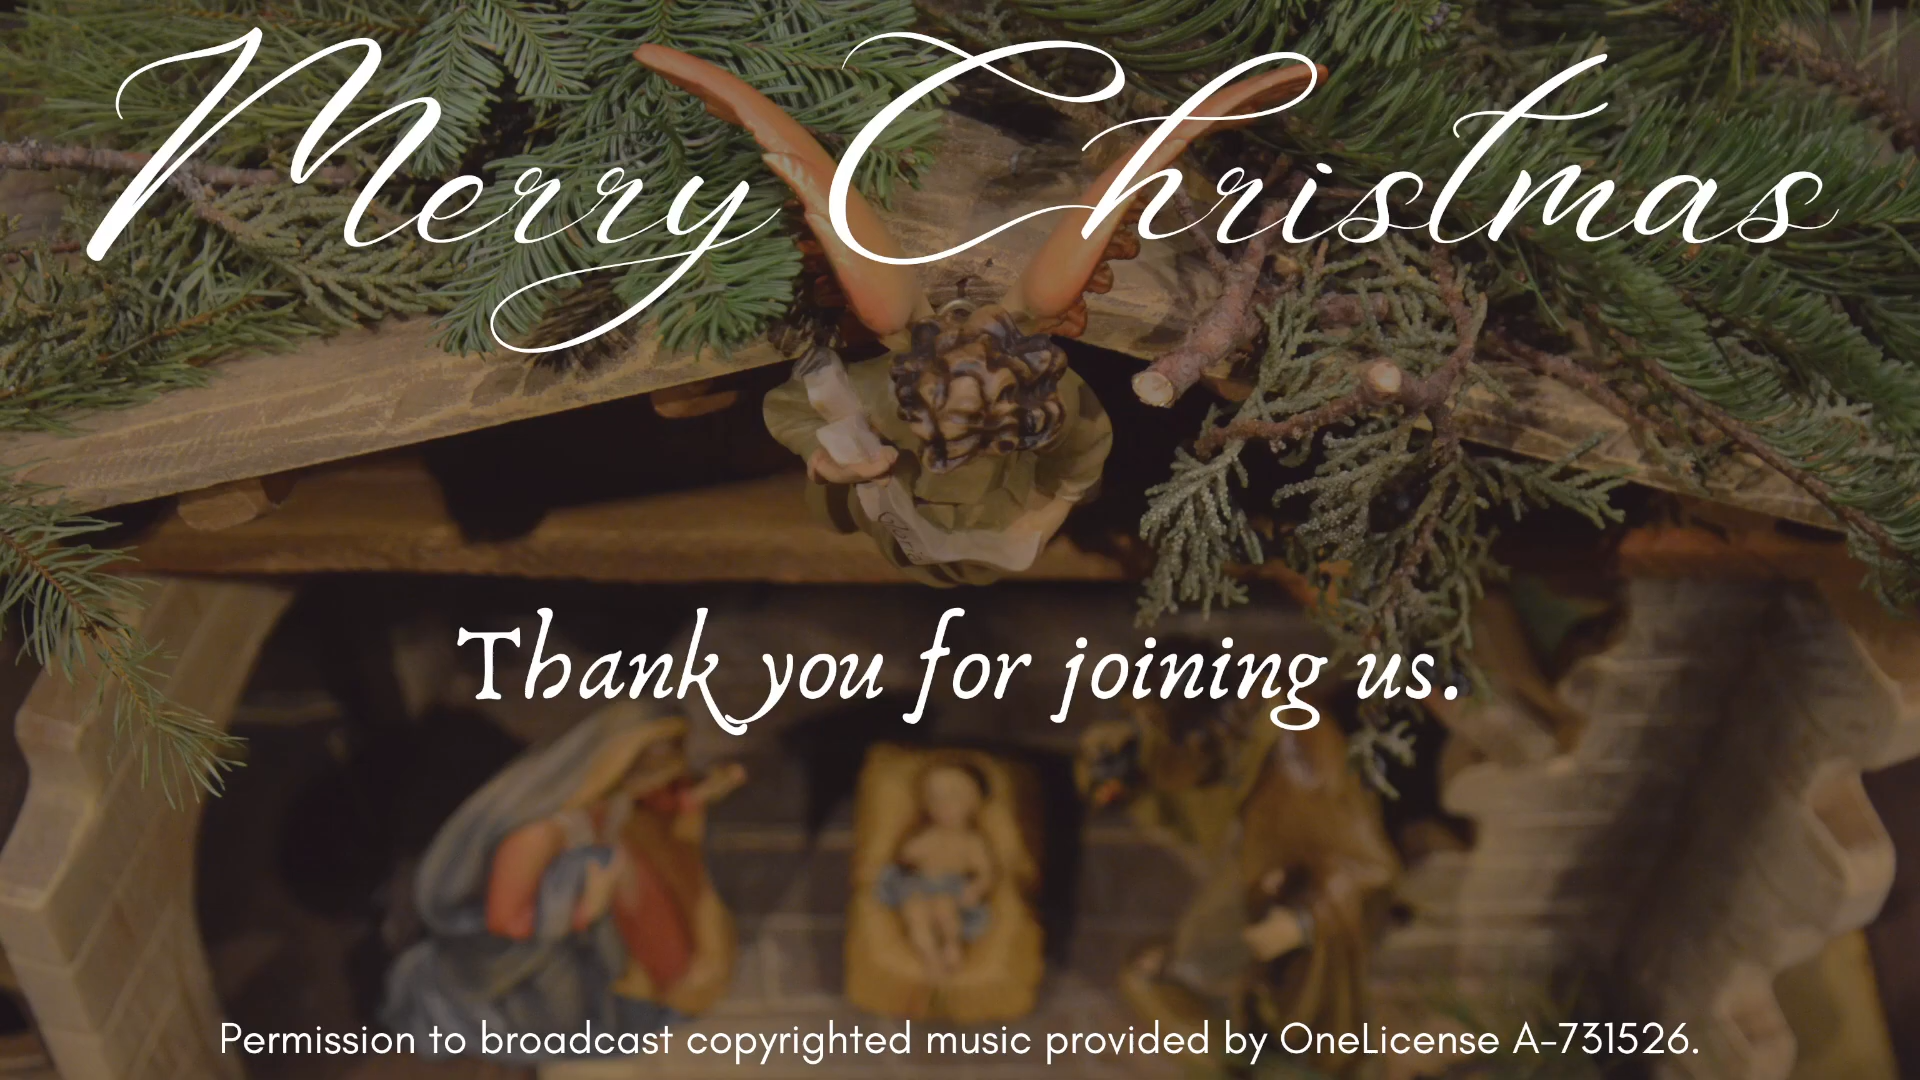 Merry Christmas
Thank you for joining us.
Permission to broadcast copyrighted music provided by OneLicense A-731526.